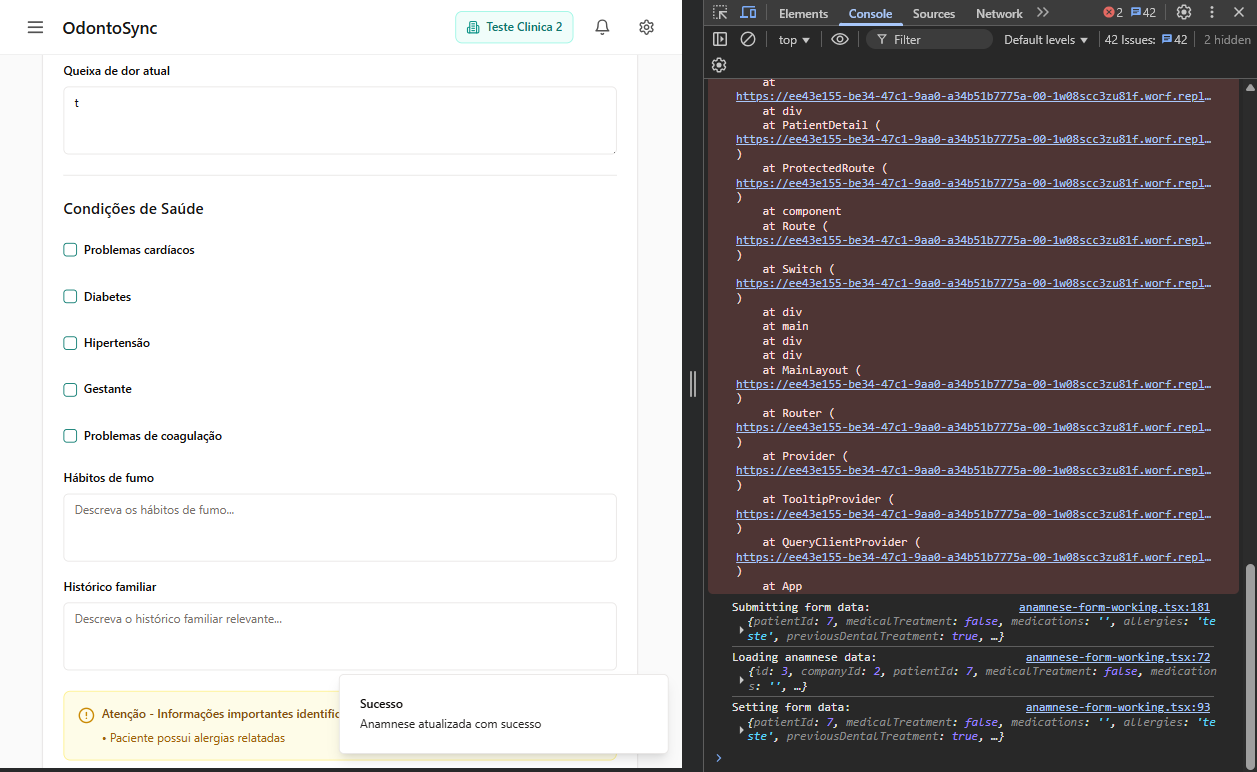 OdontoSync
Teste Clinica 2
Queixa de dor atual
t
Condições de Saúde
Problemas cardíacos
Diabetes
Hipertensão
Gestante
Problemas de coagulação
Hábitos de fumo
Descreva os hábitos de fumo...
Histórico familiar
Descreva o histórico familiar relevante...
Atenção - Informações importantes identific
• Paciente possui alergias relatadas
Sucesso
Anamnese atualizada com sucesso
Elements Console Sources Network 2 42
top Filter Default levels 42 Issues: 42 2 hidden
at
https://ee43e155-be34-47c1-9aa0-a34b51b7775a-00-1w08scc3zu81f.worf.repl…
at div
at PatientDetail (
https://ee43e155-be34-47c1-9aa0-a34b51b7775a-00-1w08scc3zu81f.worf.repl…
)
at ProtectedRoute (
https://ee43e155-be34-47c1-9aa0-a34b51b7775a-00-1w08scc3zu81f.worf.repl…
)
at component
at Route (
https://ee43e155-be34-47c1-9aa0-a34b51b7775a-00-1w08scc3zu81f.worf.repl…
)
at Switch (
https://ee43e155-be34-47c1-9aa0-a34b51b7775a-00-1w08scc3zu81f.worf.repl…
)
at div
at main
at div
at div
at MainLayout (
https://ee43e155-be34-47c1-9aa0-a34b51b7775a-00-1w08scc3zu81f.worf.repl…
)
at Router (
https://ee43e155-be34-47c1-9aa0-a34b51b7775a-00-1w08scc3zu81f.worf.repl…
)
at Provider (
https://ee43e155-be34-47c1-9aa0-a34b51b7775a-00-1w08scc3zu81f.worf.repl…
)
at TooltipProvider (
https://ee43e155-be34-47c1-9aa0-a34b51b7775a-00-1w08scc3zu81f.worf.repl…
)
at QueryClientProvider (
https://ee43e155-be34-47c1-9aa0-a34b51b7775a-00-1w08scc3zu81f.worf.repl…
)
at App
Submitting form data: anamnese-form-working.tsx:181
{patientId: 7, medicalTreatment: false, medications: '', allergies: 'te
ste', previousDentalTreatment: true, …}
Loading anamnese data: anamnese-form-working.tsx:72
{id: 3, companyId: 2, patientId: 7, medicalTreatment: false, medication
s: '', …}
Setting form data: anamnese-form-working.tsx:93
{patientId: 7, medicalTreatment: false, medications: '', allergies: 'te
ste', previousDentalTreatment: true, …}